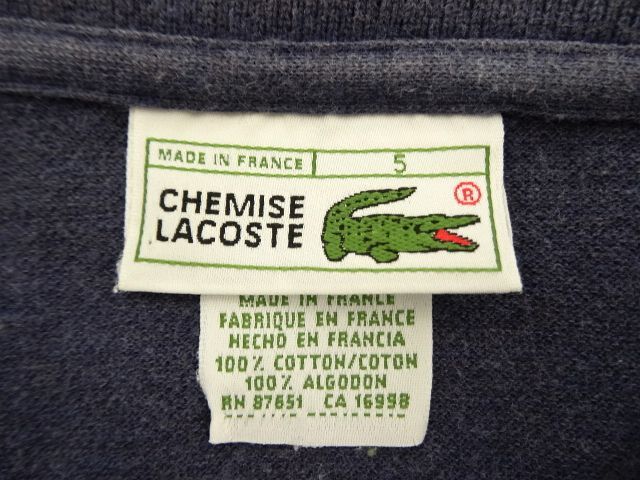 MADE IN FRANCE 5
CHEMISE
LACOSTE
®
MADE IN FRANCE
FABRIQUE EN FRANCE
HECHO EN FRANCIA
100% COTTON/COTON
100% ALGODON
RN 87651 CA 16998